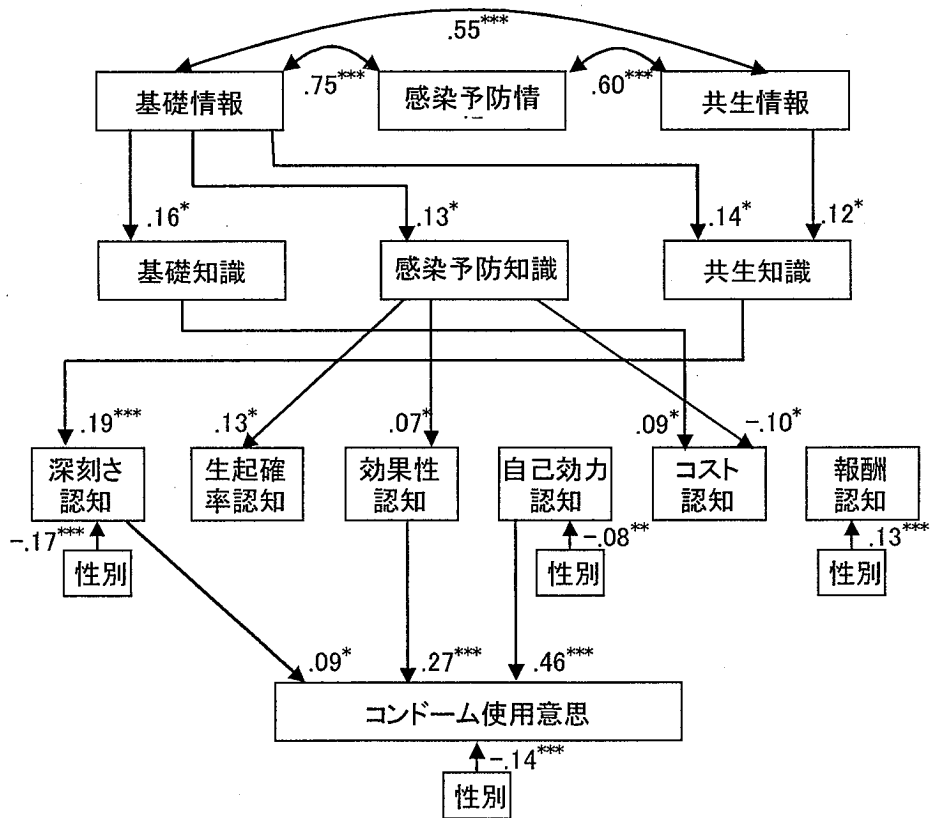 .55***
.75***
.60***
基礎情報
感染予防情
共生情報
.16*
.13*
.14*
.12*
基礎知識
感染予防知識
共生知識
.19***
.13*
.07*
.09*
-.10*
深刻さ
認知
生起確
率認知
効果性
認知
自己効力
認知
コスト
認知
報酬
認知
-.17***
-.08**
.13***
性別
性別
性別
.09*
.27***
.46***
コンドーム使用意思
-.14***
性別